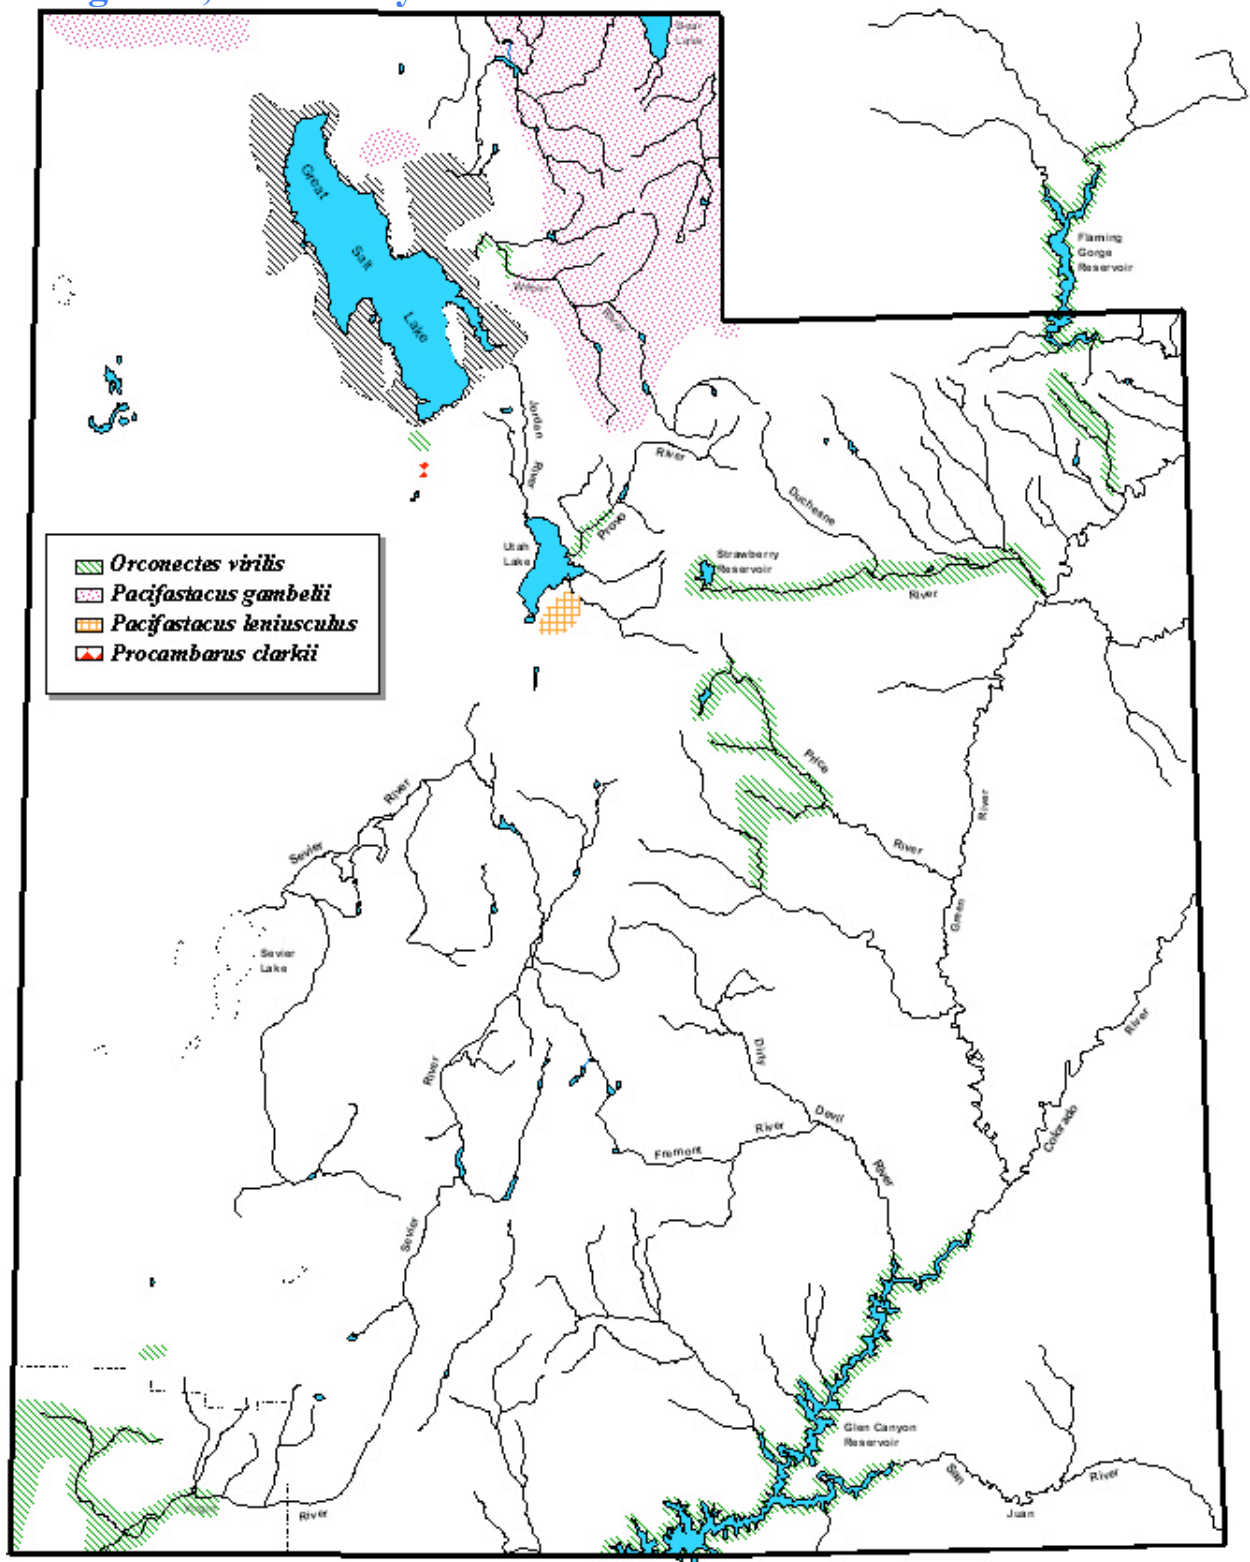 Great
Salt
Lake
Flaming
Gorge
Reservoir
Weber
River
Jordan
River
River
Provo
Duchesne
Utah
Lake
Strawberry
Reservoir
River
Orconectes virilis
Pacifastacus gambelii
Pacifastacus leniusculus
Procambarus clarkii
Price
River
River
Sevier
River
Green
Sevier
Lake
River
Dirty
Devil
River
River
Fremont
River
Colorado
Sevier
Glen Canyon
Reservoir
San
Juan
River
River